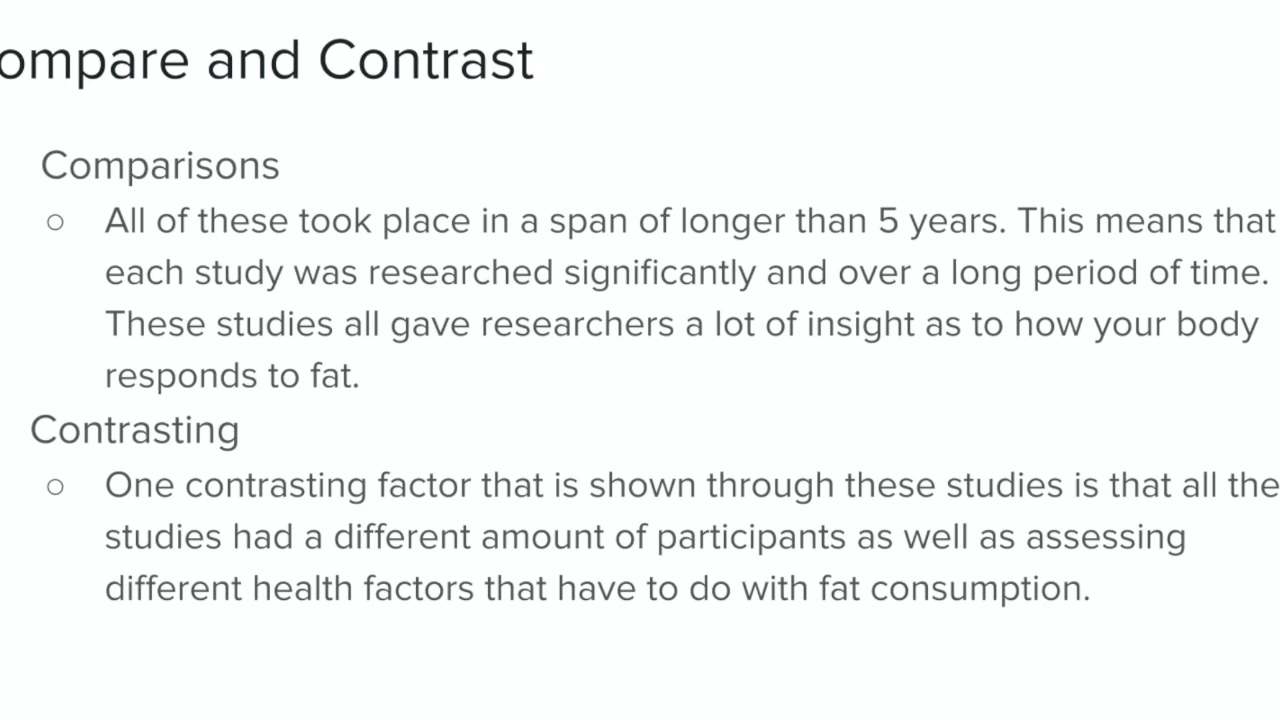 ompare and Contrast
Comparisons
○ All of these took place in a span of longer than 5 years. This means that
each study was researched significantly and over a long period of time.
These studies all gave researchers a lot of insight as to how your body
responds to fat.
Contrasting
○ One contrasting factor that is shown through these studies is that all the
studies had a different amount of participants as well as assessing
different health factors that have to do with fat consumption.